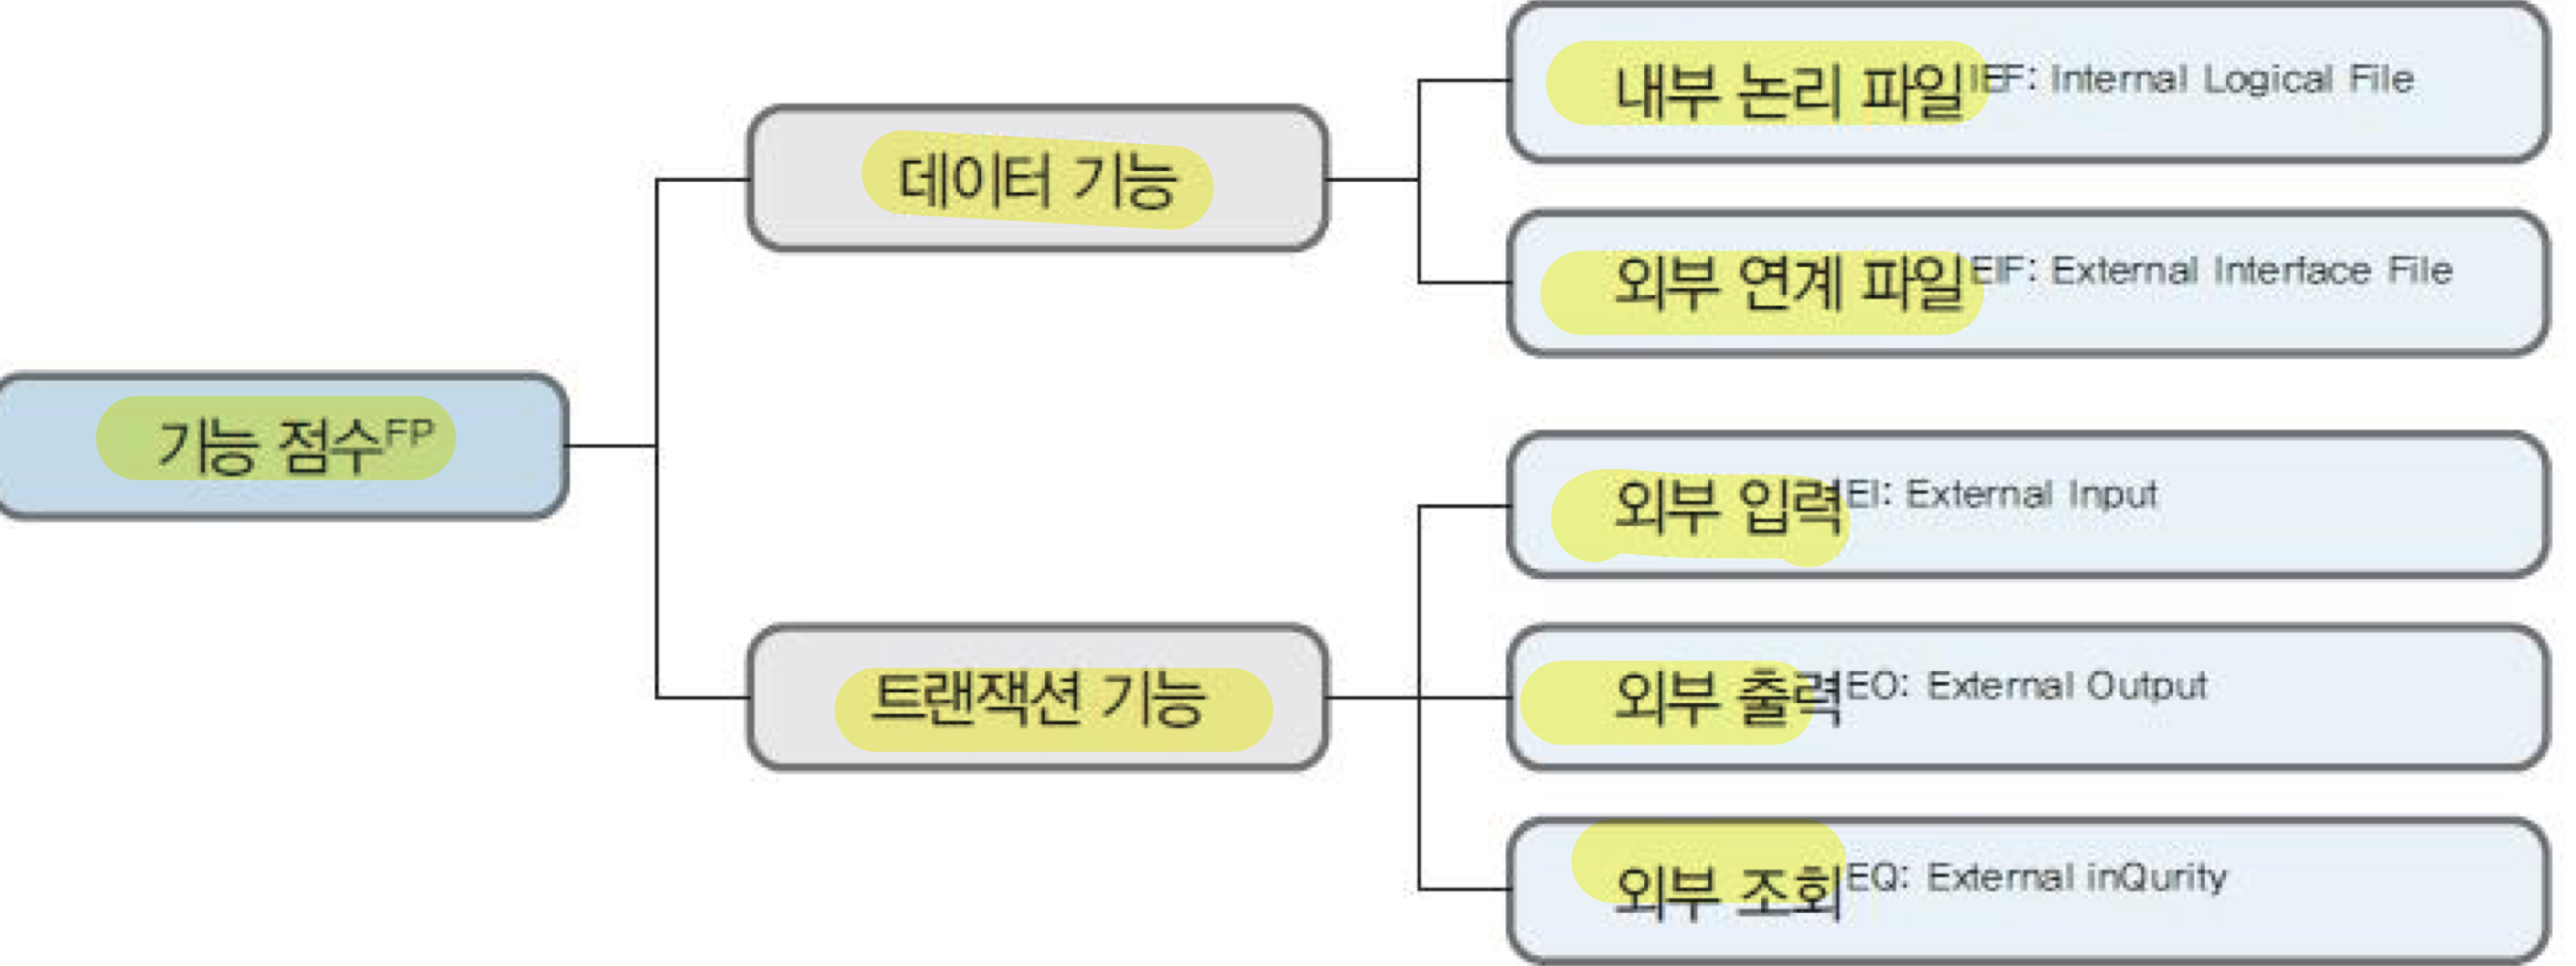 내부 논리 파일IEF: Internal Logical File
데이터 기능
외부 연계 파일EIF: External Interface File
기능 점수FP
외부 입력EI: External Input
트랜잭션 기능
외부 출력EO: External Output
외부 조회EQ: External inQurity